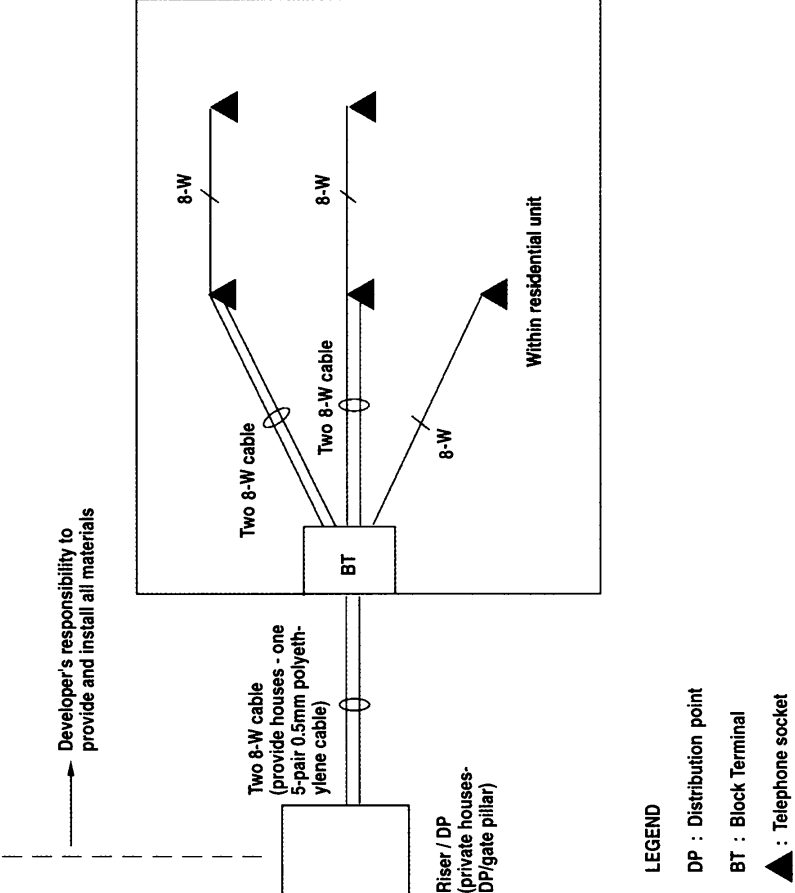 Developer's responsibility to
provide and install all materials
Riser / DP
(private houses-
DP/gate pillar)
Two 8-W cable
(provide houses - one
5-pair 0.5mm polyeth-
ylene cable)
BT
Two 8-W cable
Two 8-W cable
8-W
8-W
8-W
Within residential unit
LEGEND
DP : Distribution point
BT : Block Terminal
: Telephone socket